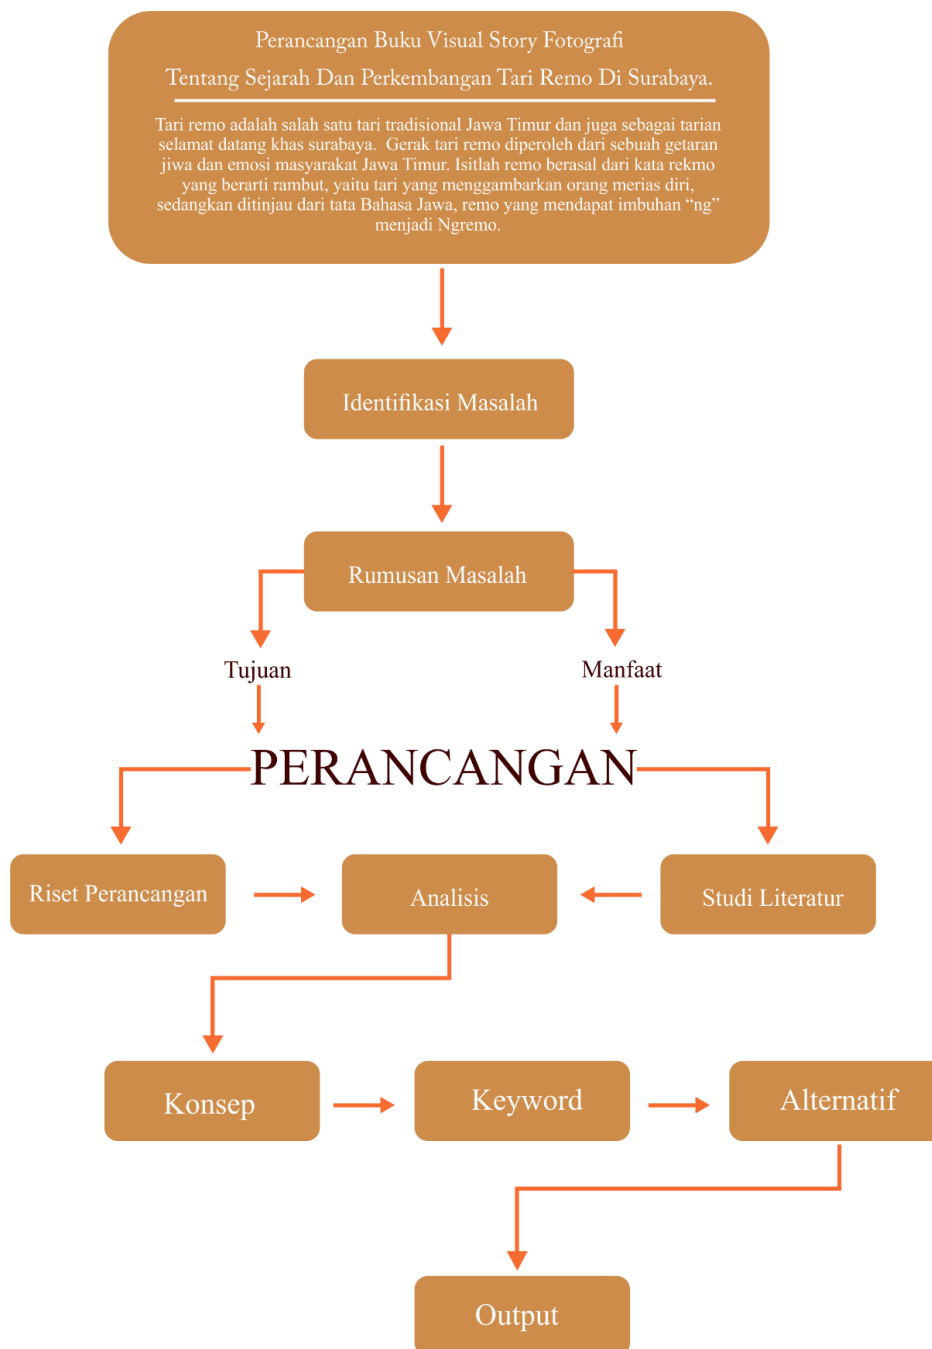 Perancangan Buku Visual Story Fotografi
Tentang Sejarah Dan Perkembangan Tari Remo Di Surabaya.
Tari remo adalah salah satu tari tradisional Jawa Timur dan juga sebagai tarian
selamat datang khas surabaya. Gerak tari remo diperoleh dari sebuah getaran
jiwa dan emosi masyarakat Jawa Timur. Isitlah remo berasal dari kata rekmo
yang berarti rambut, yaitu tari yang menggambarkan orang merias diri,
sedangkan ditinjau dari tata Bahasa Jawa, remo yang mendapat imbuhan “ng”
menjadi Ngremo.
Identifikasi Masalah
Rumusan Masalah
Tujuan
Manfaat
PERANCANGAN
Riset Perancangan
Analisis
Studi Literatur
Konsep
Keyword
Alternatif
Output